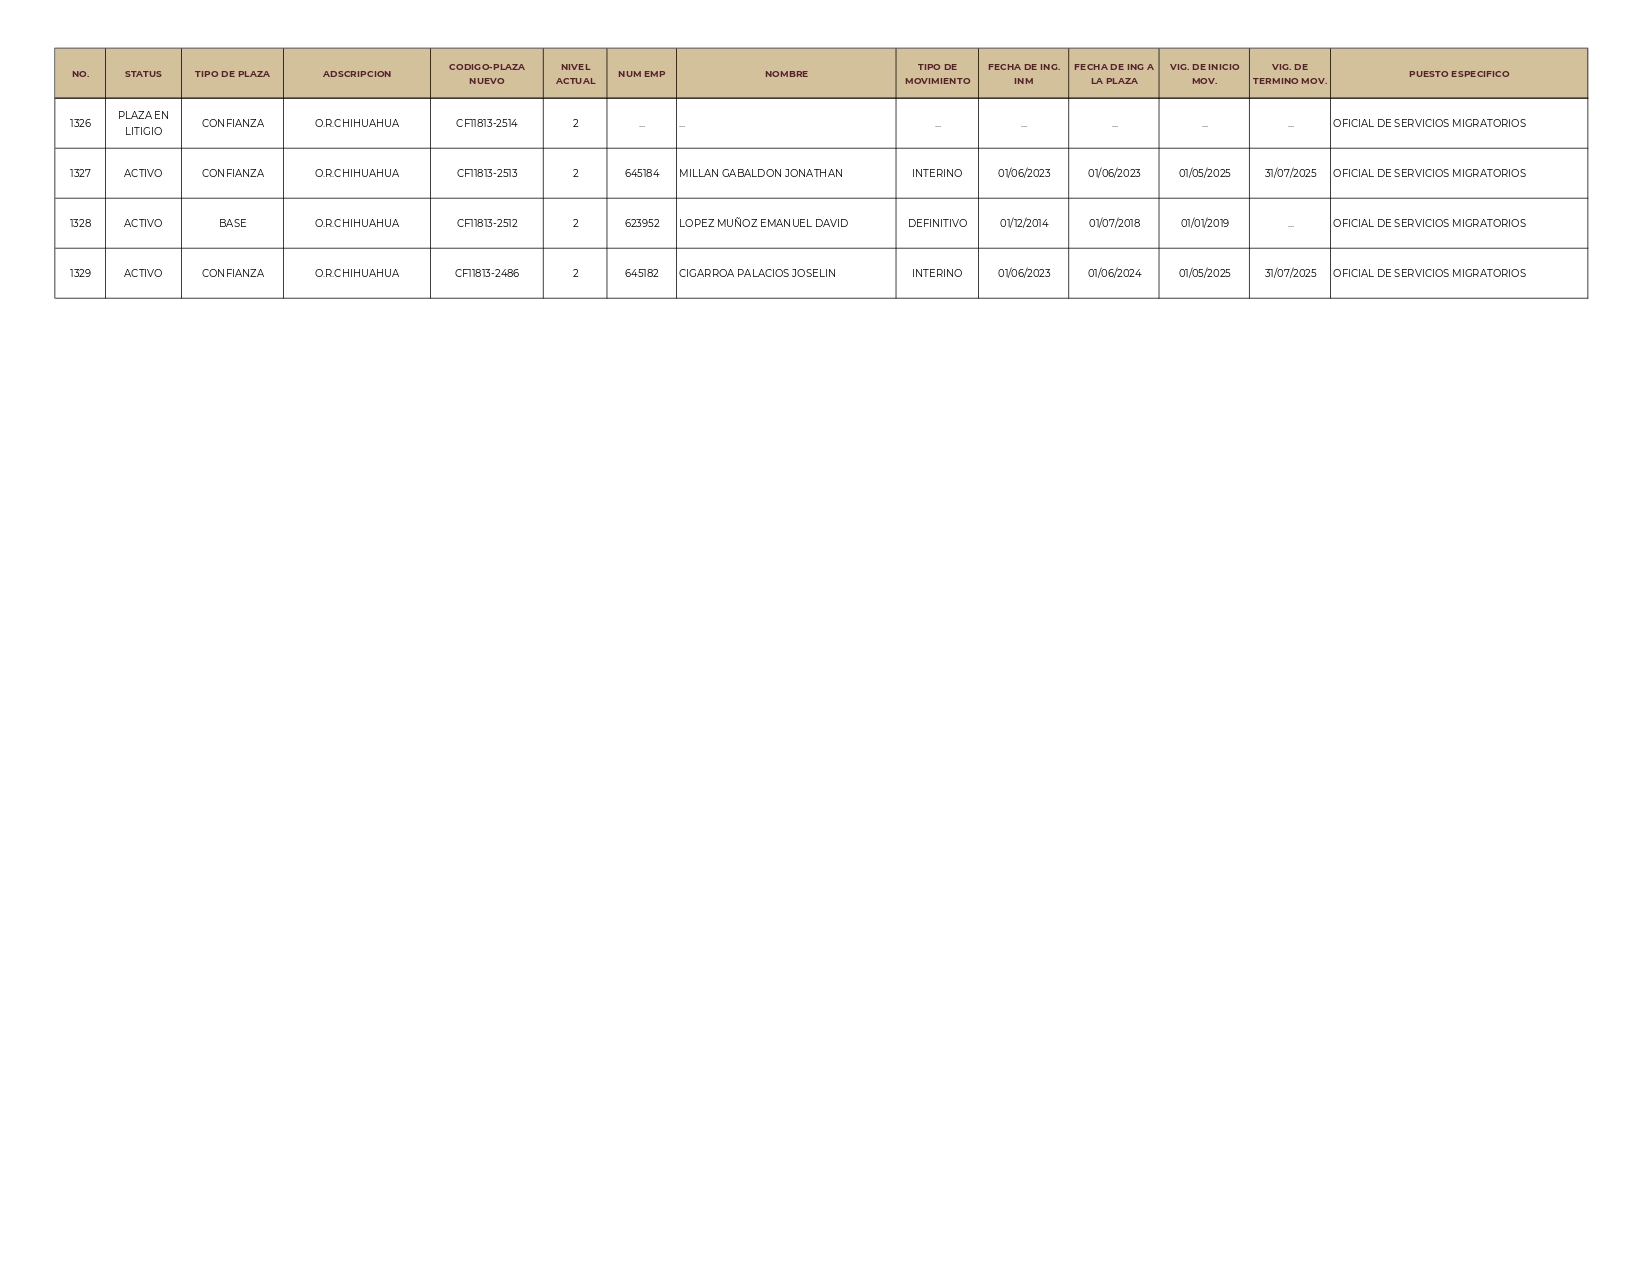 NO. STATUS TIPO DE PLAZA ADSCRIPCION CODIGO-PLAZA NUEVO NIVEL ACTUAL NUM EMP NOMBRE TIPO DE MOVIMIENTO FECHA DE ING. INM FECHA DE ING A LA PLAZA VIG. DE INICIO MOV. VIG. DE TERMINO MOV. PUESTO ESPECIFICO
1326 PLAZA EN LITIGIO CONFIANZA O.R.CHIHUAHUA CF11813-2514 2 ... ... ... ... ... ... ... OFICIAL DE SERVICIOS MIGRATORIOS
1327 ACTIVO CONFIANZA O.R.CHIHUAHUA CF11813-2513 2 645184 MILLAN GABALDON JONATHAN INTERINO 01/06/2023 01/06/2023 01/05/2025 31/07/2025 OFICIAL DE SERVICIOS MIGRATORIOS
1328 ACTIVO BASE O.R.CHIHUAHUA CF11813-2512 2 623952 LOPEZ MUÑOZ EMANUEL DAVID DEFINITIVO 01/12/2014 01/07/2018 01/01/2019 ... OFICIAL DE SERVICIOS MIGRATORIOS
1329 ACTIVO CONFIANZA O.R.CHIHUAHUA CF11813-2486 2 645182 CIGARROA PALACIOS JOSELIN INTERINO 01/06/2023 01/06/2024 01/05/2025 31/07/2025 OFICIAL DE SERVICIOS MIGRATORIOS